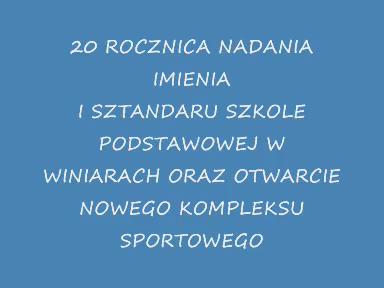 20 ROCZNICA NADANIA
IMIENIA
I SZTANDARU SZKOLE
PODSTAWOWEJ W
WINIARACH ORAZ OTWARCIE
NOWEGO KOMPLEKSU
SPORTOWEGO